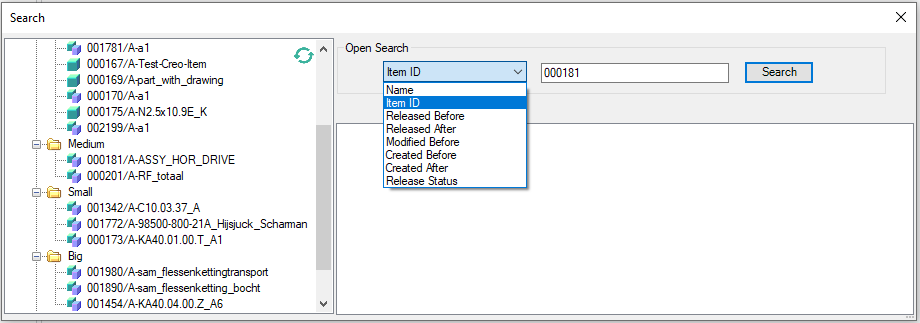 Search
001781/A-a1
000167/A-Test-Creo-Item
000169/A-part_with_drawing
000170/A-a1
000175/A-N2.5x10.9E_K
002199/A-a1
Medium
000181/A-ASSY_HOR_DRIVE
000201/A-RF_totaal
Small
001342/A-C10.03.37_A
001772/A-98500-800-21A_Hijsjuck_Schaman
000173/A-KA40.01.00.T_A1
Big
001980/A-sam_flessenkettingtransport
001890/A-sam_flessenketting_bocht
001454/A-KA40.04.00.Z_A6
Open Search
Item ID
000181
Search
Name
Item ID
Released Before
Released After
Modified Before
Created Before
Created After
Release Status